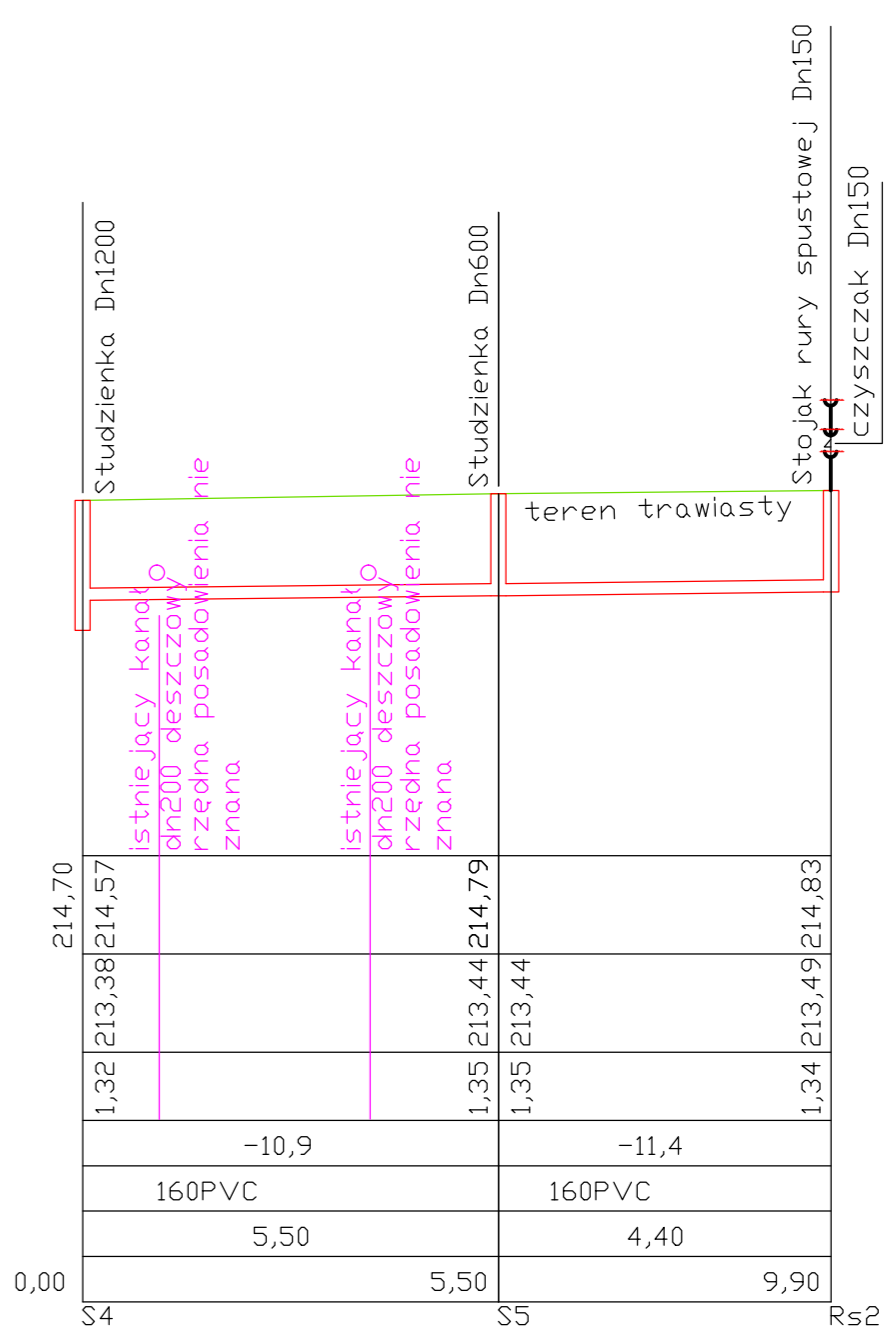 Studzienka Dn1200
Studzienka Dn600
Stojak rury spustowej Dn150
czyszczak Dn150
teren trawiasty
istniejący kanał
dn200 deszczowy
rzędna posadowienia nie
znana
istniejący kanał
dn200 deszczowy
rzędna posadowienia nie
znana
214,70
214,57
214,79
214,83
213,38
213,44
213,44
213,49
1,32
1,35
1,35
1,34
-10,9
-11,4
160PVC
160PVC
5,50
4,40
0,00
5,50
9,90
S4
S5
Rs2